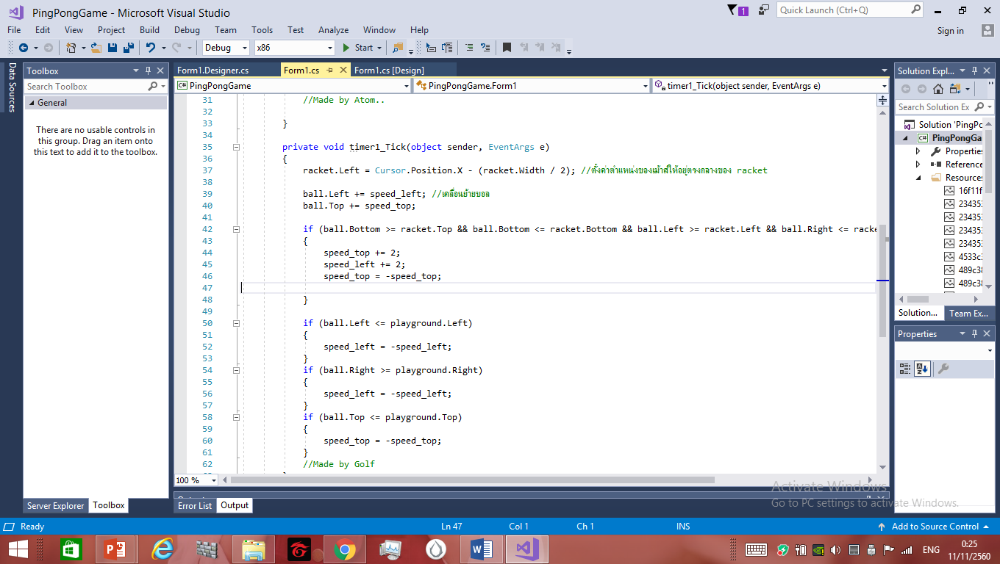 PingPongGame - Microsoft Visual Studio
1
Quick Launch (Ctrl+Q)
File Edit View Project Build Debug Team Tools Test Analyze Window Help
Sign in
Debug x86 Start
Data Sources
Toolbox
Search Toolbox
General
There are no usable controls in
this group. Drag an item onto
this text to add it to the toolbox.
Server Explorer Toolbox
Form1.Designer.cs Form1.cs Form1.cs [Design]
C# PingPongGame PingPongGame.Form1 timer1_Tick(object sender, EventArgs e)
31 //Made by Atom..
32
33 }
34
35 private void timer1_Tick(object sender, EventArgs e)
36 {
37 racket.Left = Cursor.Position.X - (racket.Width / 2); //ตั้งค่าตำแหน่งของเม้าส์ให้อยู่ตรงกลางของ racket
38
39 ball.Left += speed_left; //เคลื่อนย้ายบอล
40 ball.Top += speed_top;
41
42 if (ball.Bottom >= racket.Top && ball.Bottom <= racket.Bottom && ball.Left >= racket.Left && ball.Right <= racke
43 {
44 speed_top += 2;
45 speed_left += 2;
46 speed_top = -speed_top;
47
48 }
49
50 if (ball.Left <= playground.Left)
51 {
52 speed_left = -speed_left;
53 }
54 if (ball.Right >= playground.Right)
55 {
56 speed_left = -speed_left;
57 }
58 if (ball.Top <= playground.Top)
59 {
60 speed_top = -speed_top;
61 }
62 //Made by Golf
100 %
Error List Output
Solution Expl...
Search Solution Ex
Solution 'PingPc
C# PingPongGa
Propertie
Reference
Resource
16f11f
234353
23435
23435
23435
4533c
489c38
489c38
Solution... Team Ex...
Properties
Activate Windows
Go to PC settings to activate Windows.
Ready Ln 47 Col 1 Ch 1 INS Add to Source Control
ENG
0:25
11/11/2560